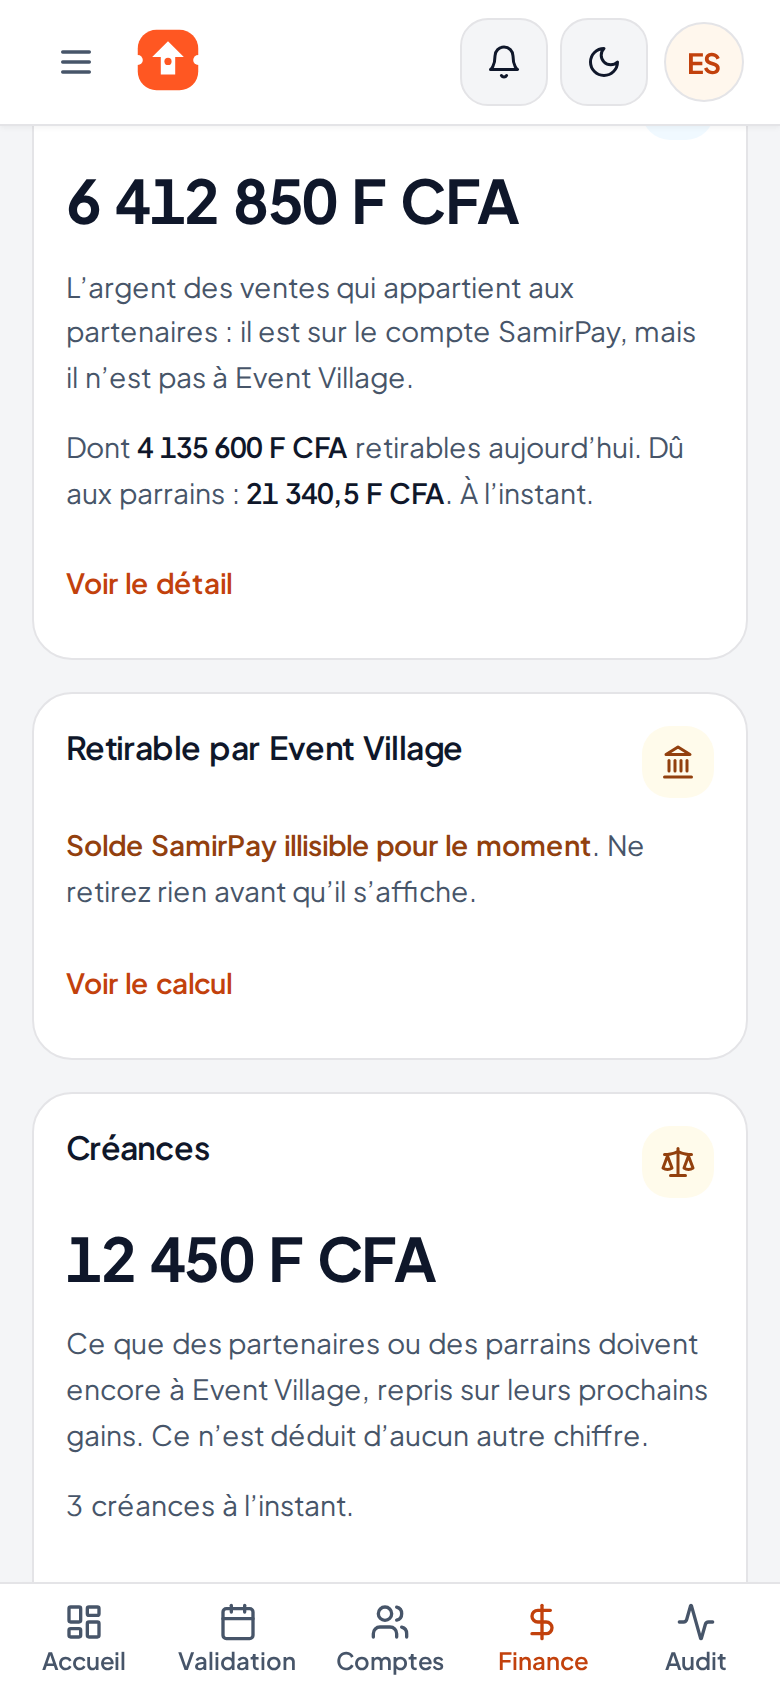 ES
6 412 850 F CFA
L’argent des ventes qui appartient aux
partenaires : il est sur le compte SamirPay, mais
il n’est pas à Event Village.
Dont 4 135 600 F CFA retirables aujourd’hui. Dû
aux parrains : 21 340,5 F CFA. À l’instant.
Voir le détail
Retirable par Event Village
Solde SamirPay illisible pour le moment. Ne
retirez rien avant qu’il s’affiche.
Voir le calcul
Créances
12 450 F CFA
Ce que des partenaires ou des parrains doivent
encore à Event Village, repris sur leurs prochains
gains. Ce n’est déduit d’aucun autre chiffre.
3 créances à l’instant.
Accueil Validation Comptes Finance Audit